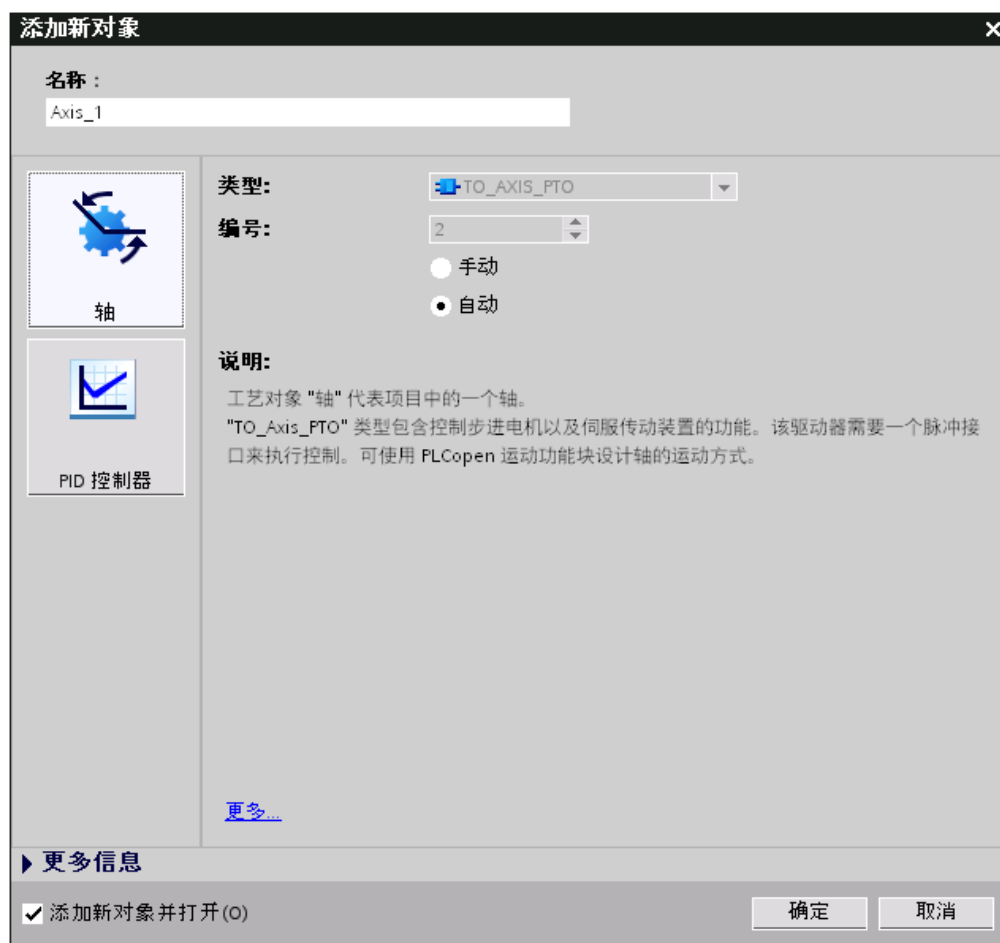 添加新对象
名称：
Axis_1
轴
PID 控制器
类型:
TO_AXIS_PTO
编号:
2
手动
自动
说明:
工艺对象 "轴" 代表项目中的一个轴。
"TO_Axis_PTO" 类型包含控制步进电机以及伺服传动装置的功能。该驱动器需要一个脉冲接
口来执行控制。可使用 PLCopen 运动功能块设计轴的运动方式。
更多...
更多信息
添加新对象并打开(O)
确定
取消